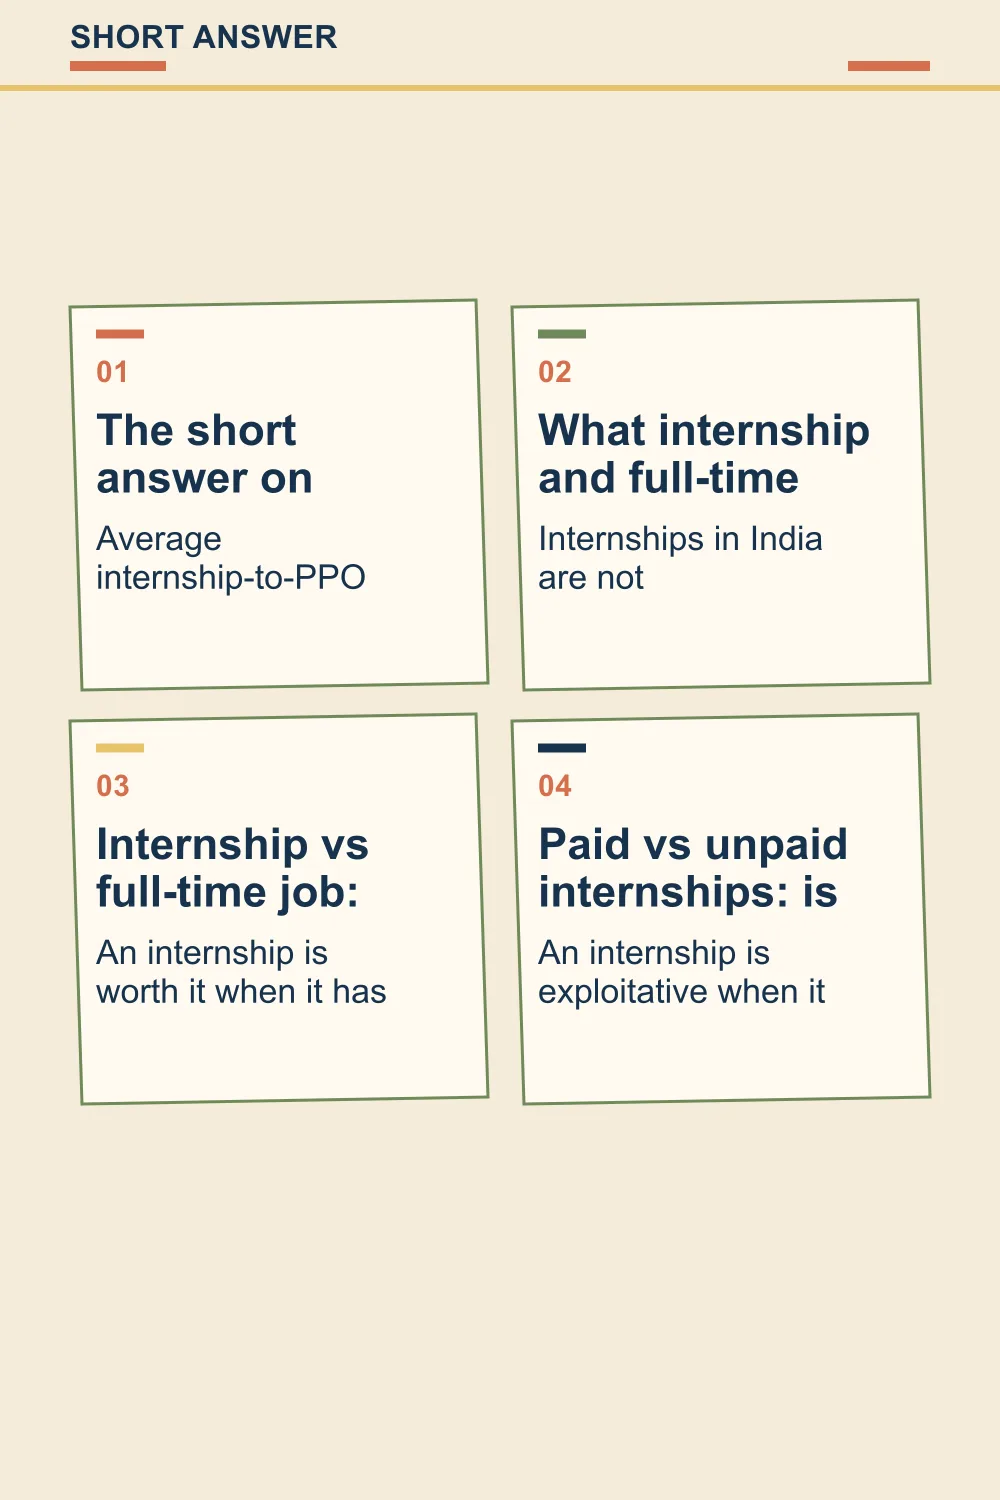 SHORT ANSWER
01
The short
answer on
Average
internship-to-PPO
02
What internship
and full-time
Internships in India
are not
03
Internship vs
full-time job:
An internship is
worth it when it has
04
Paid vs unpaid
internships: is
An internship is
exploitative when it